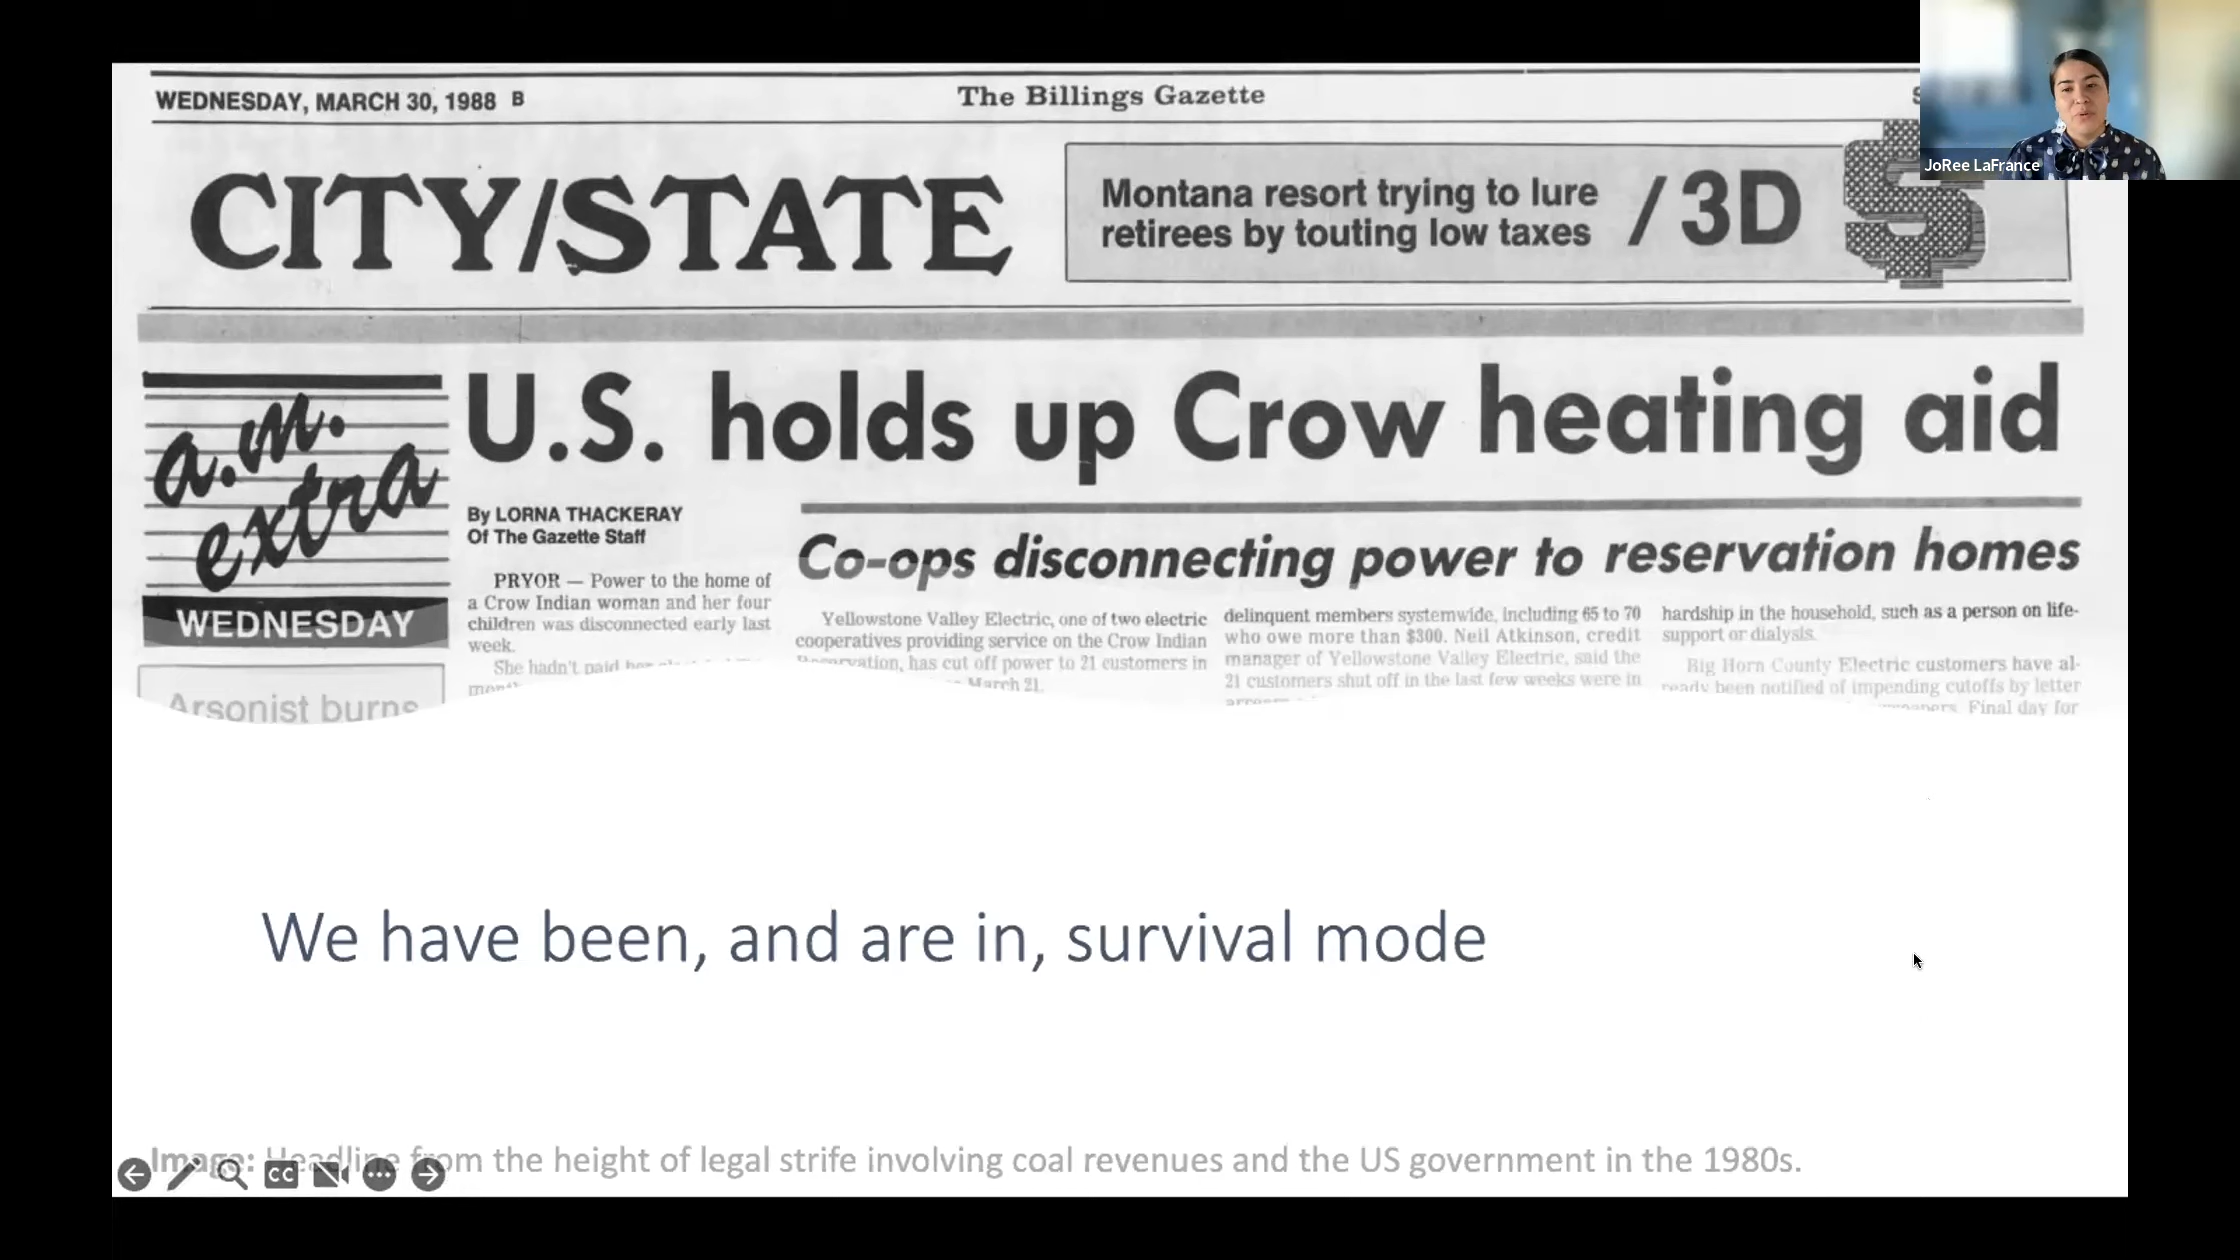 WEDNESDAY, MARCH 30, 1988 B
The Billings Gazette
JoRee LaFrance
CITY/STATE
Montana resort trying to lure
retirees by touting low taxes
/3D
$
a.m.
extra
WEDNESDAY
Arsonist burns
U.S. holds up Crow heating aid
By LORNA THACKERAY
Of The Gazette Staff
PRYOR — Power to the home of
a Crow Indian woman and her four
children was disconnected early last
week.
She hadn't paid her
Co-ops disconnecting power to reservation homes
Yellowstone Valley Electric, one of two electric
cooperatives providing service on the Crow Indian
Reservation, has cut off power to 21 customers in
March 21.
delinquent members systemwide, including 65 to 70
who owe more than $300. Neil Atkinson, credit
manager of Yellowstone Valley Electric, said the
21 customers shut off in the last few weeks were in
hardship in the household, such as a person on life-
support or dialysis.
Big Horn County Electric customers have al-
ready been notified of impending cutoffs by letter
Final day for
We have been, and are in, survival mode
Image: Headline from the height of legal strife involving coal revenues and the US government in the 1980s.
CC